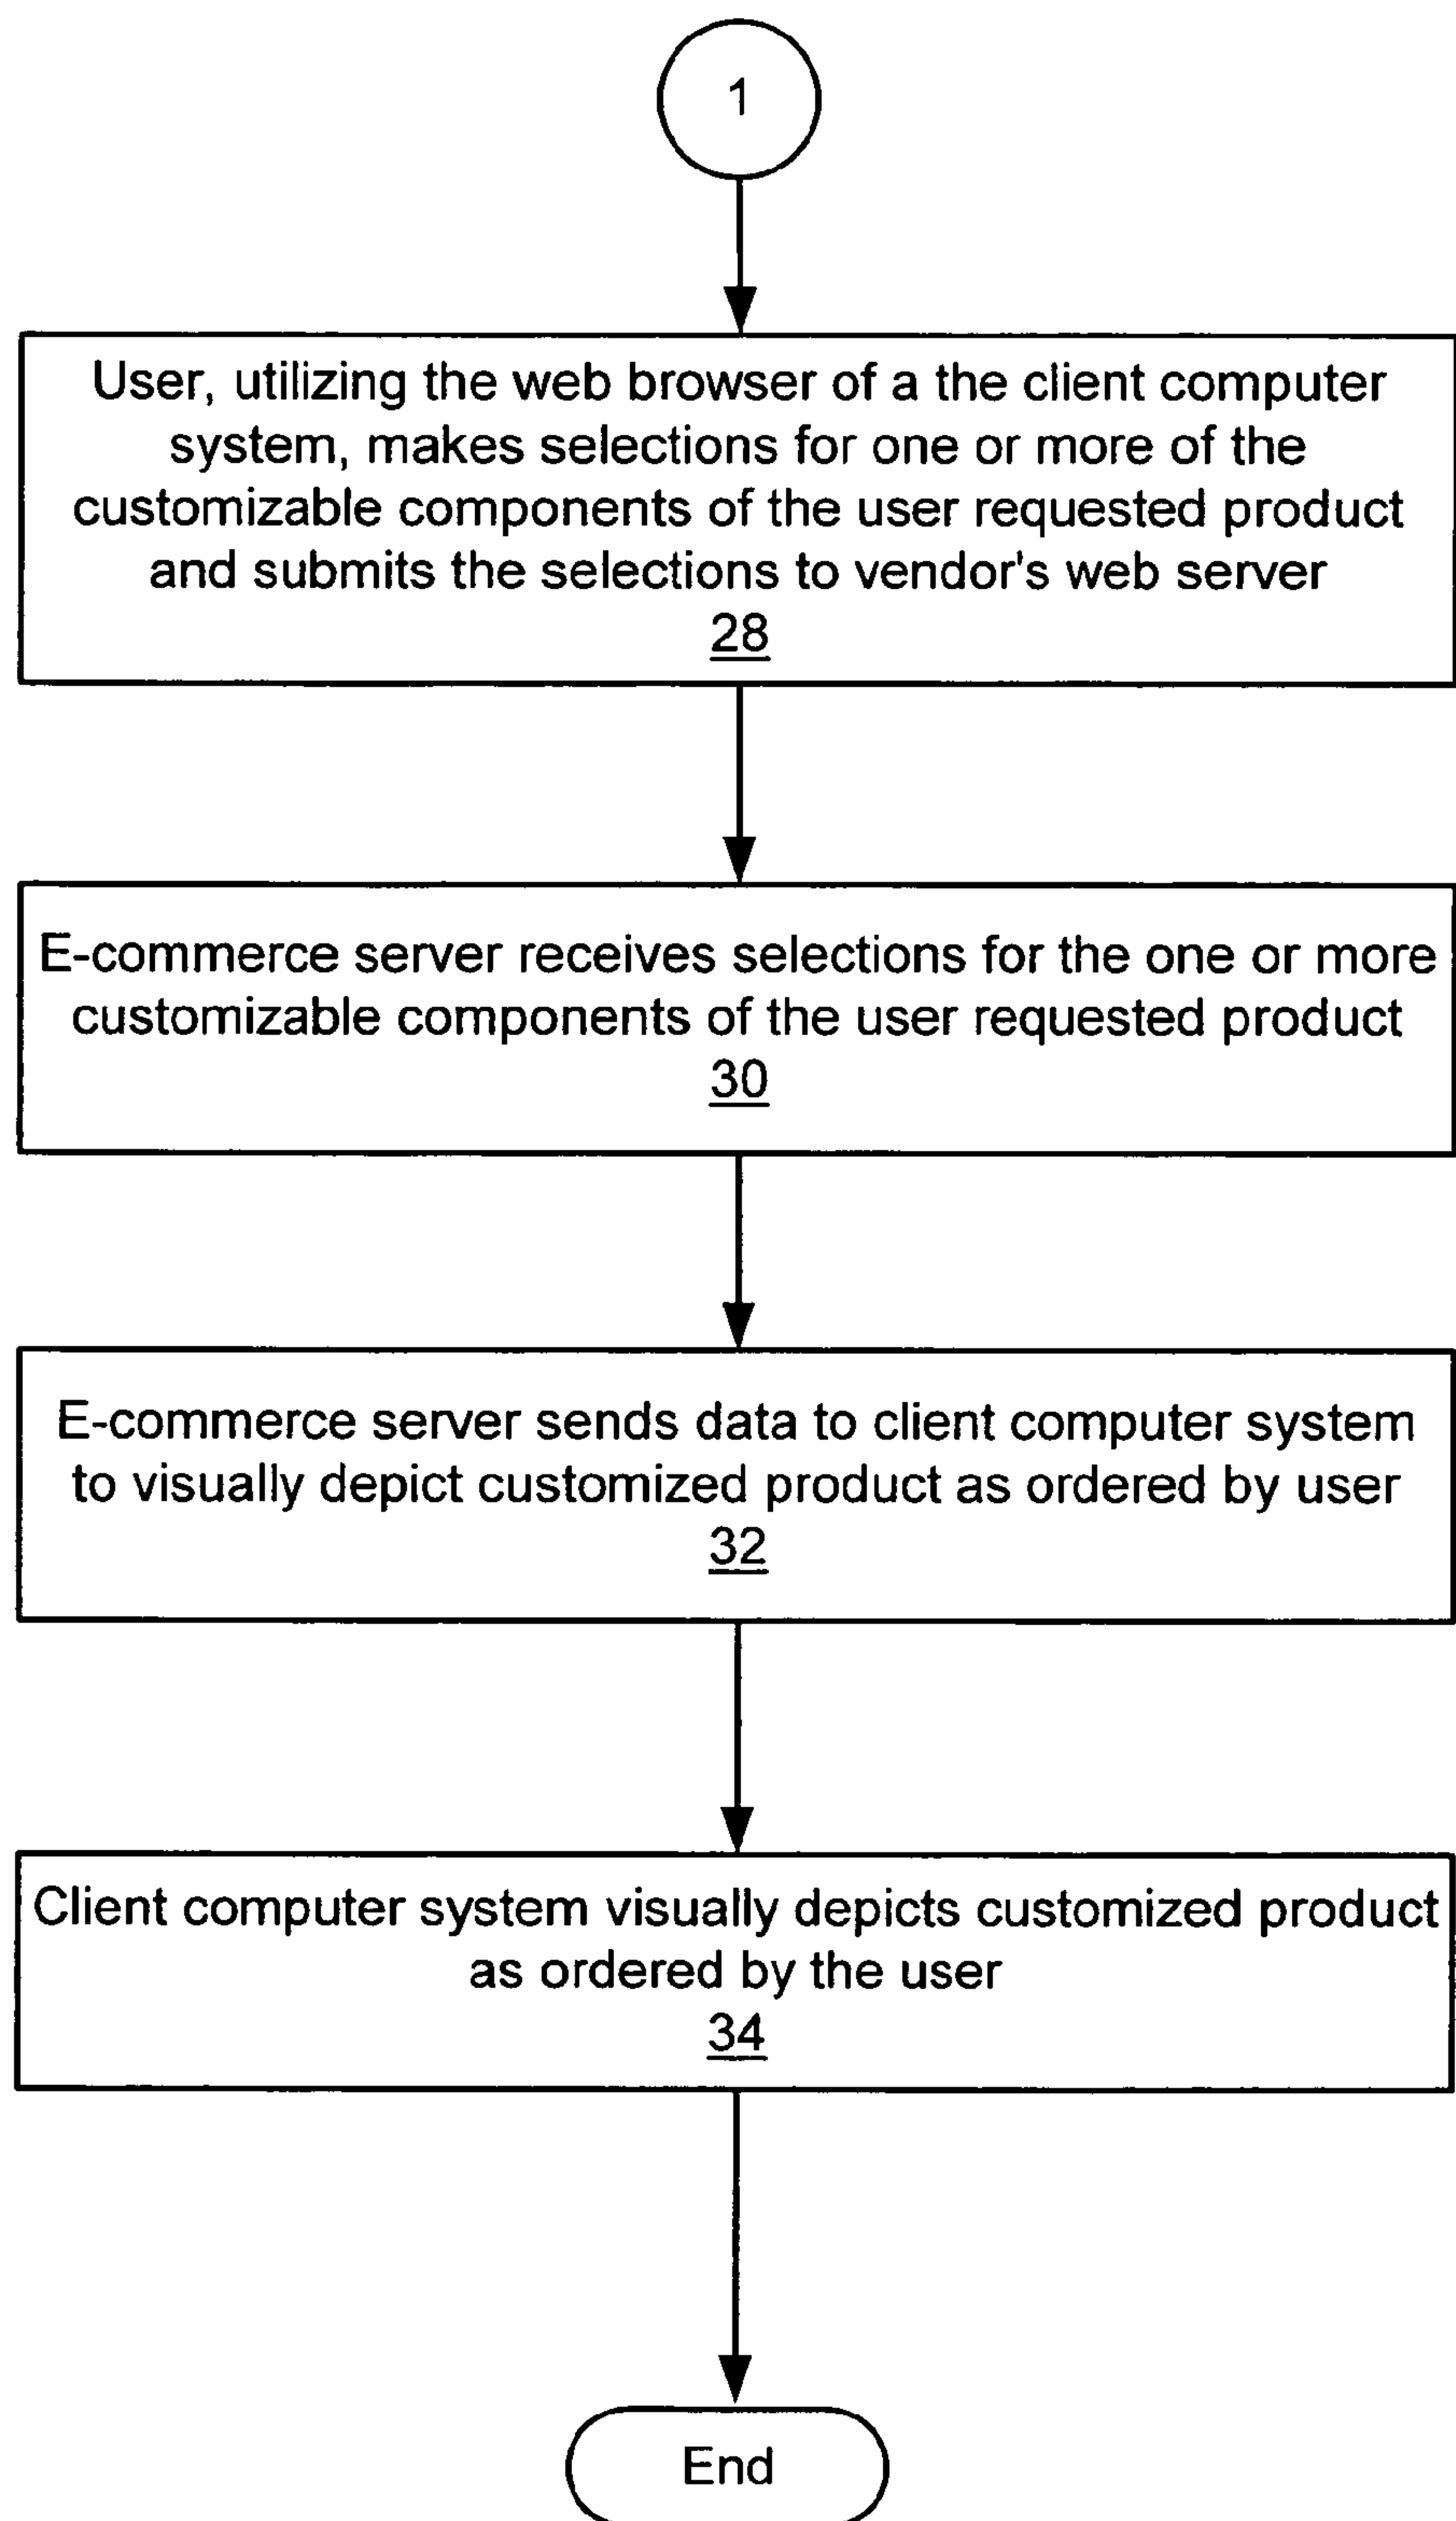 1
User, utilizing the web browser of a the client computer
system, makes selections for one or more of the
customizable components of the user requested product
and submits the selections to vendor's web server
28
E-commerce server receives selections for the one or more
customizable components of the user requested product
30
E-commerce server sends data to client computer system
to visually depict customized product as ordered by user
32
Client computer system visually depicts customized product
as ordered by the user
34
End